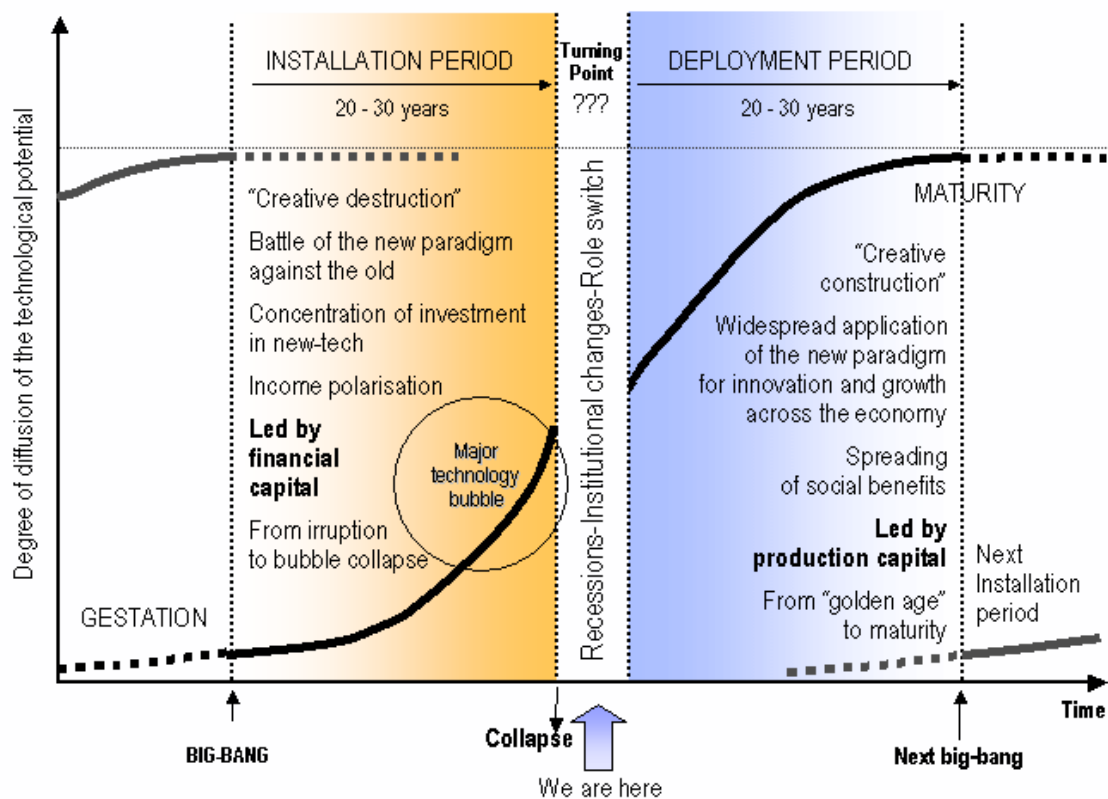 Degree of diffusion of the technological potential
INSTALLATION PERIOD
20 - 30 years
Turning
Point
???
DEPLOYMENT PERIOD
20 - 30 years
“Creative destruction”
Battle of the new paradigm
against the old
Concentration of investment
in new-tech
Income polarisation
Led by
financial
capital
From irruption
to bubble collapse
Major
technology
bubble
GESTATION
Recessions-Institutional changes-Role switch
MATURITY
“Creative
construction”
Widespread application
of the new paradigm
for innovation and growth
across the economy
Spreading
of social benefits
Led by
production capital
From “golden age”
to maturity
Next
Installation
period
Time
BIG-BANG
Collapse
We are here
Next big-bang